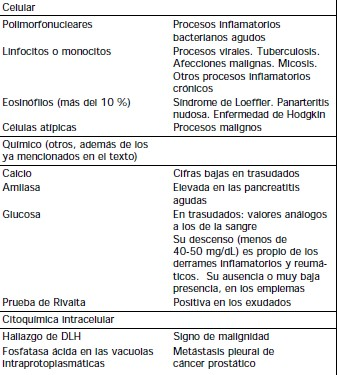 Celular
Polimorfonucleares Procesos inflamatorios
bacterianos agudos
Linfocitos o monocitos Procesos virales. Tuberculosis.
Afecciones malignas. Micosis.
Otros procesos inflamatorios
crónicos
Eosinófilos (más del 10 %) Síndrome de Loeffler. Panarteritis
nudosa. Enfermedad de Hodgkin
Células atípicas Procesos malignos
Químico (otros, además de los
ya mencionados en el texto)
Calcio Cifras bajas en trasudados
Amilasa Elevada en las pancreatitis
agudas
Glucosa En trasudados: valores análogos
a los de la sangre
Su descenso (menos de
40-50 mg/dL) es propio de los
derrames inflamatorios y reumá-
ticos. Su ausencia o muy baja
presencia, en los empiemas
Prueba de Rivalta Positiva en los exudados
Citoquímica intracelular
Hallazgo de DLH Signo de malignidad
Fosfatasa ácida en las vacuolas Metástasis pleural de
intraprotoplasmáticas cáncer prostático